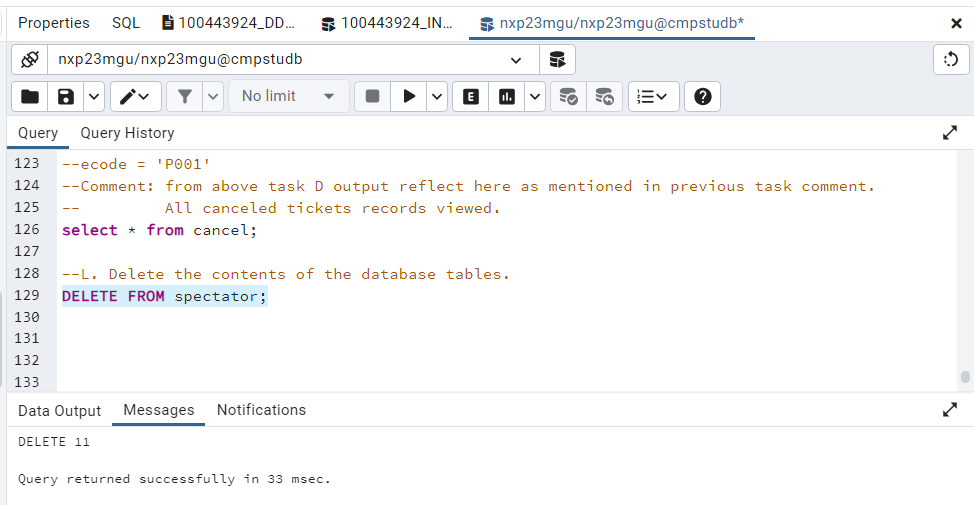 Properties SQL 100443924_DD... 100443924_IN... nxp23mgu/nxp23mgu@cmpstudb*
nxp23mgu/nxp23mgu@cmpstudb
No limit E
Query Query History
123 --ecode = 'P001'
124 --Comment: from above task D output reflect here as mentioned in previous task comment.
125 -- All canceled tickets records viewed.
126 select * from cancel;
127
128 --L. Delete the contents of the database tables.
129 DELETE FROM spectator;
130
131
132
133
Data Output Messages Notifications
DELETE 11
Query returned successfully in 33 msec.